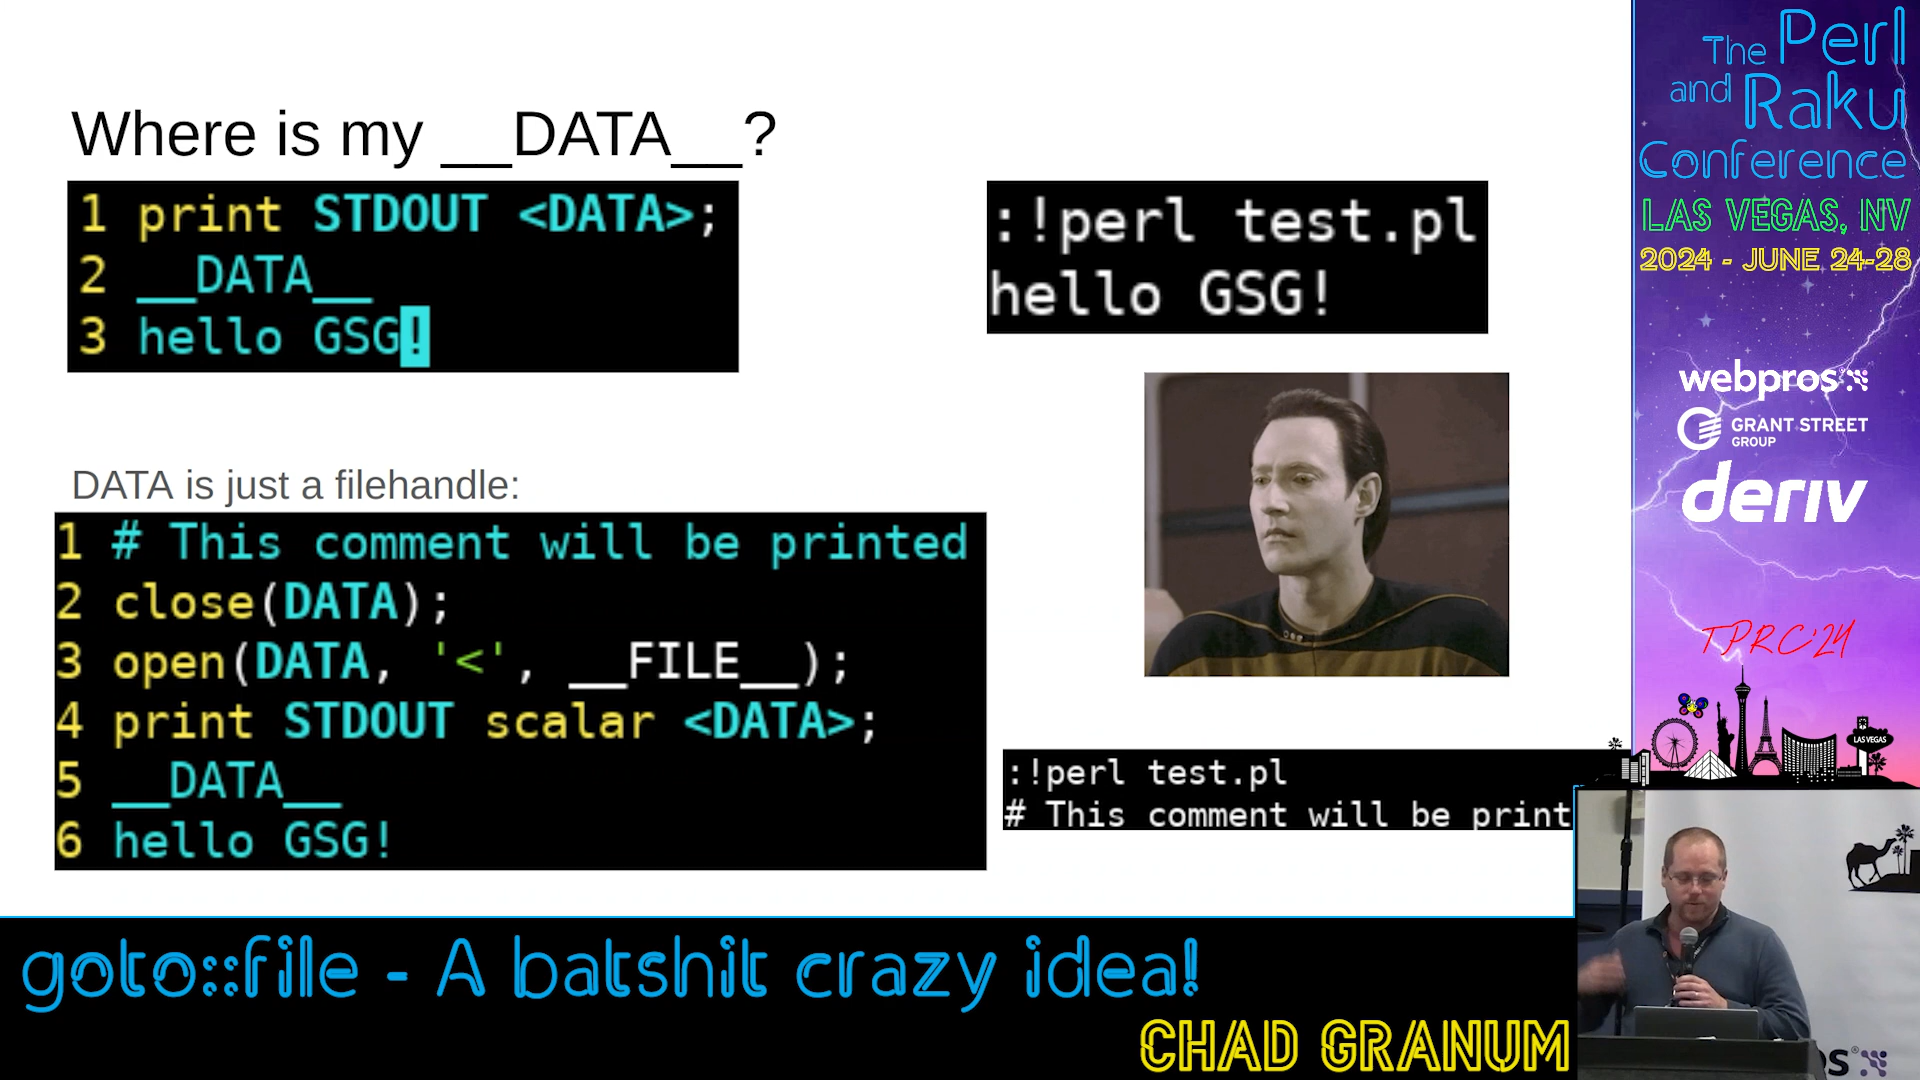 Where is my __DATA__?
1 print STDOUT <DATA>;
2 __DATA__
3 hello GSG!
:!perl test.pl
hello GSG!
DATA is just a filehandle:
1 # This comment will be printed
2 close(DATA);
3 open(DATA, '<', __FILE__);
4 print STDOUT scalar <DATA>;
5 __DATA__
6 hello GSG!
:!perl test.pl
# This comment will be print
goto::file - A batshit crazy idea!
CHAD GRANUM
The Perl
and Raku
Conference
LAS VEGAS, NV
2024 - JUNE 24-28
webpros
GRANT STREET
GROUP
deriv
TPRC'24
LAS VEGAS
os